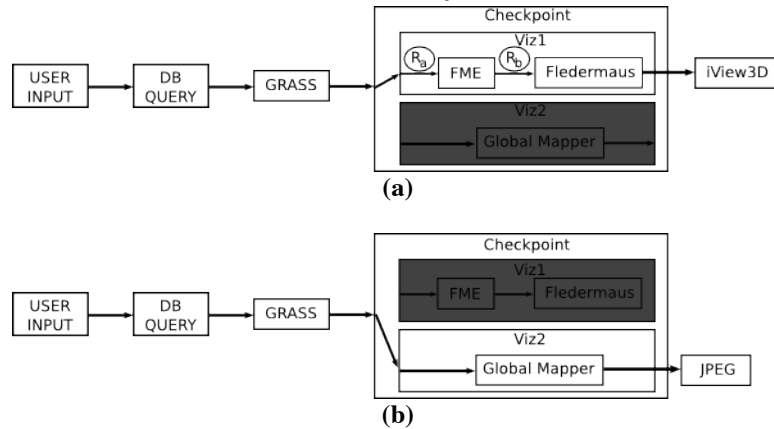 Checkpoint
Viz1
USER
INPUT
DB
QUERY
GRASS
Ra
FME
Rb
Fledermaus
iView3D
Viz2
Global Mapper
(a)
Checkpoint
Viz1
FME
Fledermaus
USER
INPUT
DB
QUERY
GRASS
Viz2
Global Mapper
JPEG
(b)